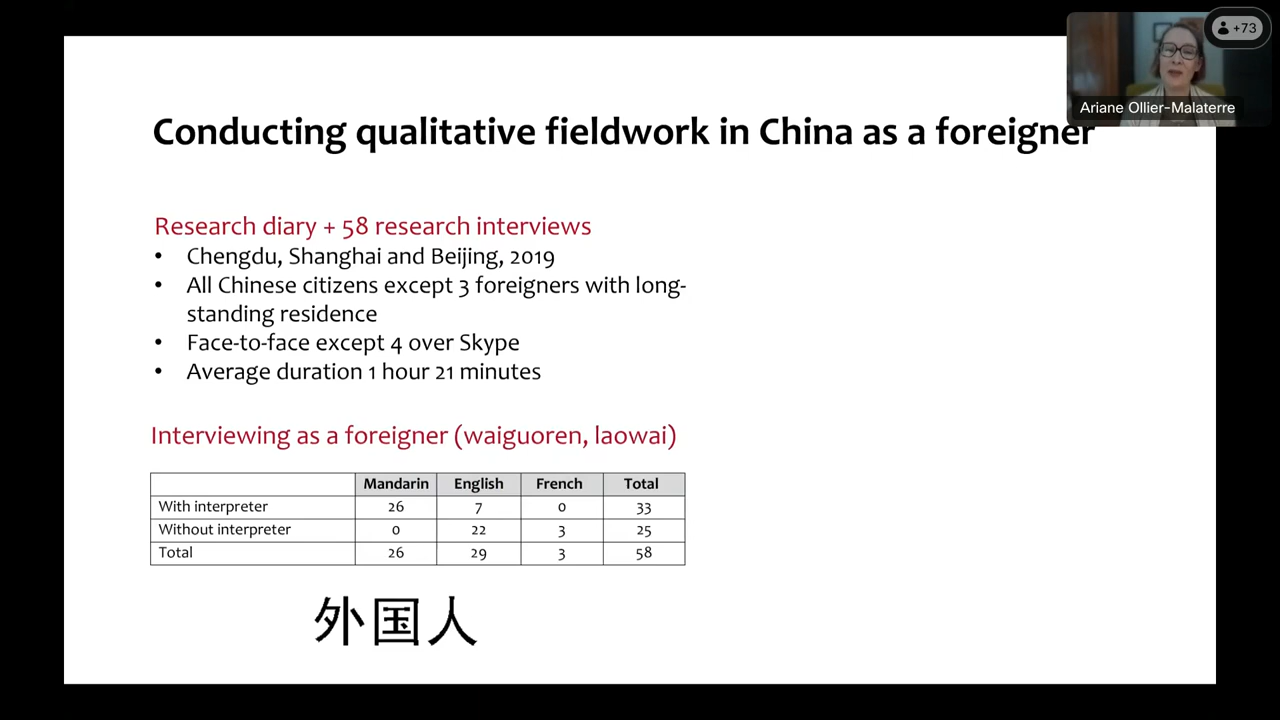 +73
Ariane Ollier-Malaterre
Conducting qualitative fieldwork in China as a foreigner
Research diary + 58 research interviews
• Chengdu, Shanghai and Beijing, 2019
• All Chinese citizens except 3 foreigners with long-
standing residence
• Face-to-face except 4 over Skype
• Average duration 1 hour 21 minutes
Interviewing as a foreigner (waiguoren, laowai)
Mandarin English French Total
With interpreter 26 7 0 33
Without interpreter 0 22 3 25
Total 26 29 3 58
外国人